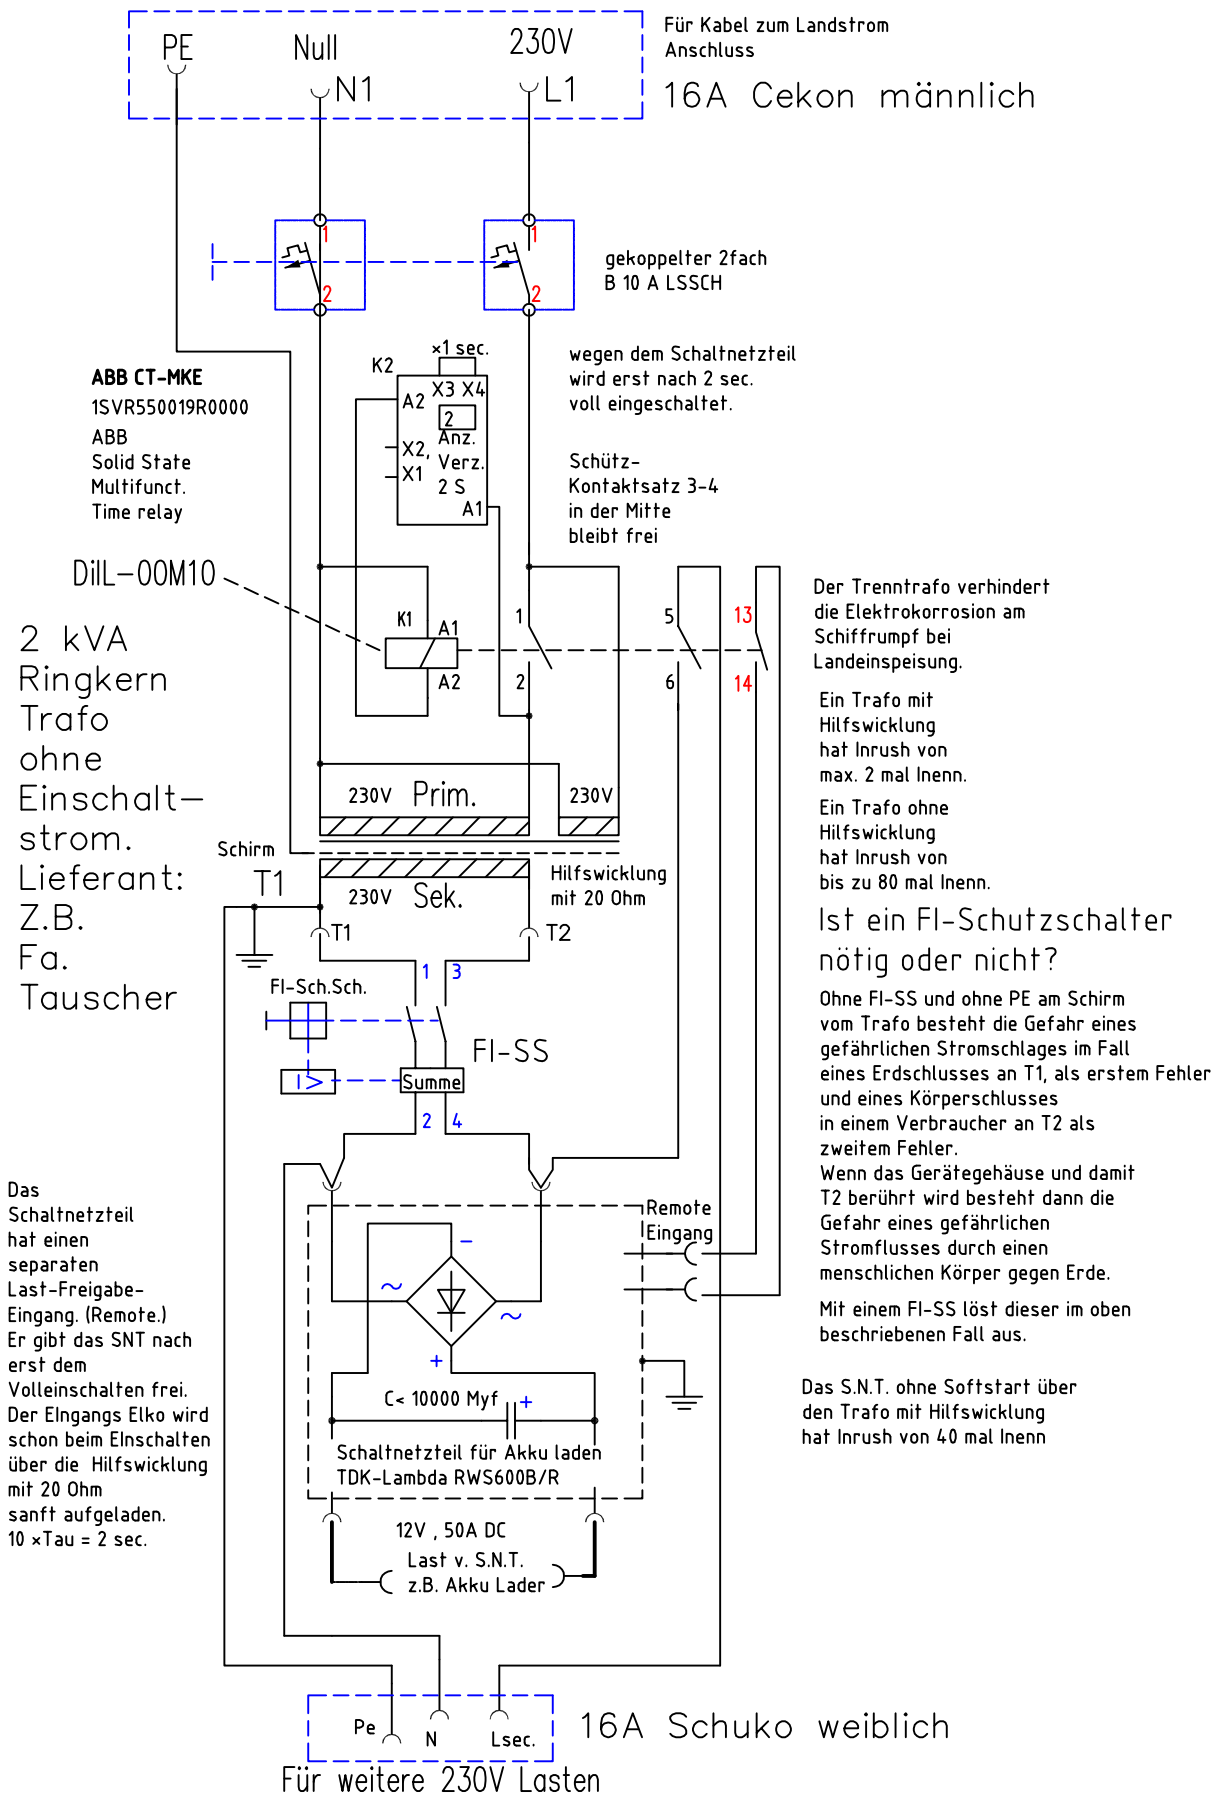 PE
Null
N1
230V
L1
Für Kabel zum Landstrom
Anschluss
16A Cekon männlich
1
2
1
2
gekoppelter 2fach
B 10 A LSSCH
ABB CT-MKE
1SVR550019R0000
ABB
Solid State
Multifunct.
Time relay
×1 sec.
K2
X3 X4
A2
2
Anz.
X2,
Verz.
X1
2 S
A1
wegen dem Schaltnetzteil
wird erst nach 2 sec.
voll eingeschaltet.
Schütz-
Kontaktsatz 3-4
in der Mitte
bleibt frei
DilL-00M10
K1
A1
A2
1
2
5
6
13
14
Der Trenntrafo verhindert
die Elektrokorrosion am
Schiffrumpf bei
Landeinspeisung.
2 kVA
Ringkern
Trafo
ohne
Einschalt-
strom.
Lieferant:
Z.B.
Fa.
Tauscher
Ein Trafo mit
Hilfswicklung
hat Inrush von
max. 2 mal Inenn.
Ein Trafo ohne
Hilfswicklung
hat Inrush von
bis zu 80 mal Inenn.
230V Prim.
230V
Schirm
T1
230V Sek.
Hilfswicklung
mit 20 Ohm
T1
T2
Ist ein FI-Schutzschalter
nötig oder nicht?
Ohne FI-SS und ohne PE am Schirm
vom Trafo besteht die Gefahr eines
gefährlichen Stromschlages im Fall
eines Erdschlusses an T1, als erstem Fehler
und eines Körperschlusses
in einem Verbraucher an T2 als
zweitem Fehler.
Wenn das Gerätegehäuse und damit
T2 berührt wird besteht dann die
Gefahr eines gefährlichen
Stromflusses durch einen
menschlichen Körper gegen Erde.
Mit einem FI-SS löst dieser im oben
beschriebenen Fall aus.
1
3
FI-Sch.Sch.
FI-SS
I>
Summe
2
4
Das
Schaltnetzteil
hat einen
separaten
Last-Freigabe-
Eingang. (Remote.)
Er gibt das SNT nach
erst dem
Volleinschalten frei.
Der EIngangs Elko wird
schon beim EInschalten
über die Hilfswicklung
mit 20 Ohm
sanft aufgeladen.
10 ×Tau = 2 sec.
Remote
Eingang
-
~
~
+
C< 10000 Myf
+
Schaltnetzteil für Akku laden
TDK-Lambda RWS600B/R
Das S.N.T. ohne Softstart über
den Trafo mit Hilfswicklung
hat Inrush von 40 mal Inenn
12V , 50A DC
Last v. S.N.T.
z.B. Akku Lader
Pe
N
Lsec.
16A Schuko weiblich
Für weitere 230V Lasten